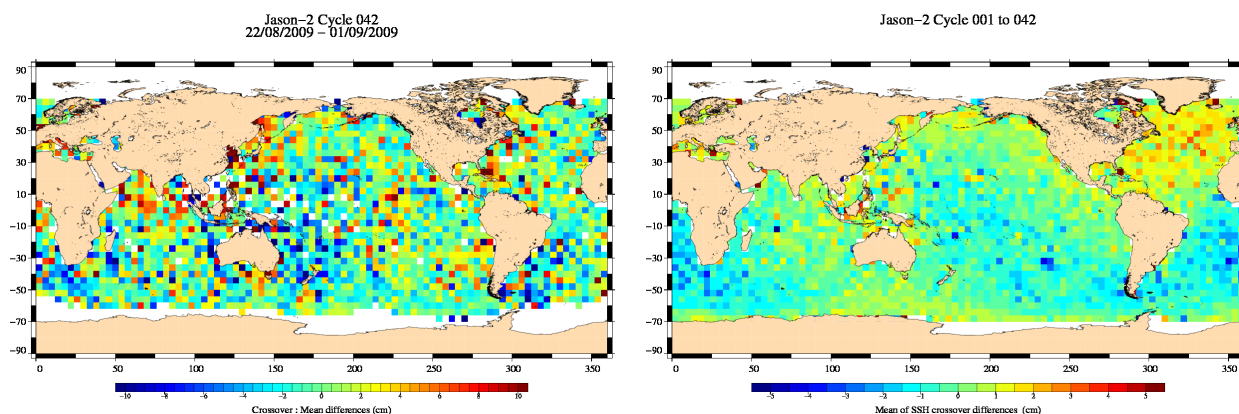 Jason-2 Cycle 042
22/08/2009 - 01/09/2009
90
70
50
30
10
-10
-30
-50
-70
-90
0 50 100 150 200 250 300 350
-10 -8 -6 -4 -2 0 2 4 6 8 10
Crossover : Mean differences (cm)
Jason-2 Cycle 001 to 042
90
70
50
30
10
-10
-30
-50
-70
-90
0 50 100 150 200 250 300 350
-5 -4 -3 -2 -1 0 1 2 3 4 5
Mean of SSH crossover differences (cm)